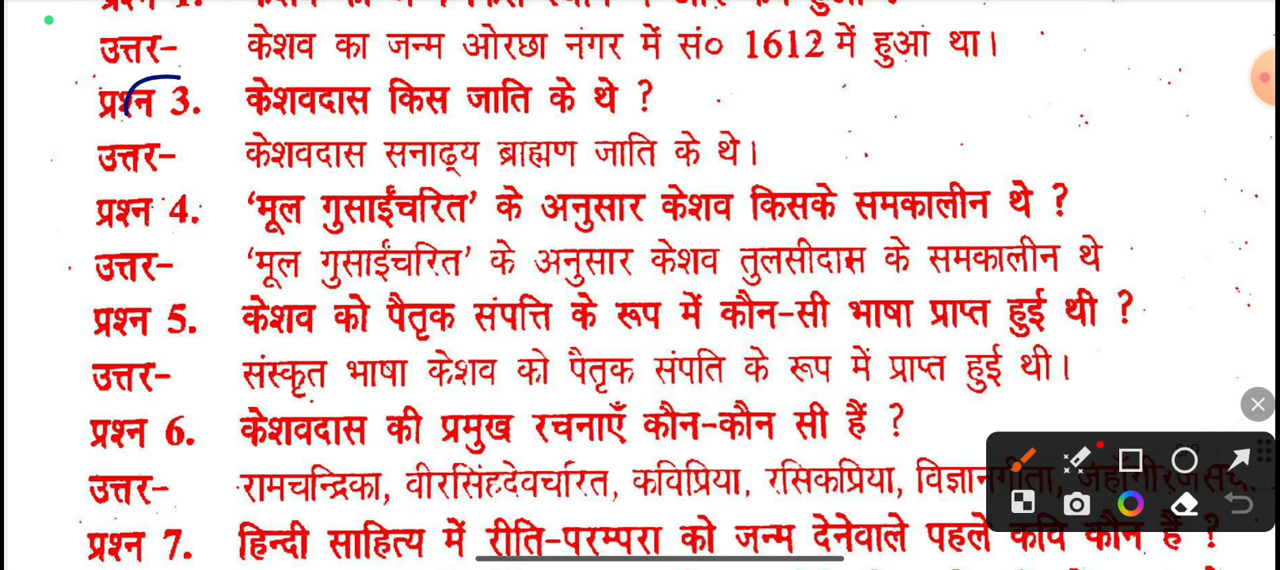 उत्तर- केशव का जन्म ओरछा नगर में सं० 1612 में हुआ था।
प्रश्न 3. केशवदास किस जाति के थे ?
उत्तर- केशवदास सनाढ्य ब्राह्मण जाति के थे।
प्रश्न 4. 'मूल गुसाईंचरित' के अनुसार केशव किसके समकालीन थे ?
उत्तर- 'मूल गुसाईंचरित' के अनुसार केशव तुलसीदास के समकालीन थे
प्रश्न 5. केशव को पैतृक संपत्ति के रूप में कौन-सी भाषा प्राप्त हुई थी ?
उत्तर- संस्कृत भाषा केशव को पैतृक संपति के रूप में प्राप्त हुई थी।
प्रश्न 6. केशवदास की प्रमुख रचनाएँ कौन-कौन सी हैं ?
उत्तर- रामचन्द्रिका, वीरसिंहदेवचरित, कविप्रिया, रसिकप्रिया, विज्ञानगीता,
प्रश्न 7. हिन्दी साहित्य में रीति-परम्परा को जन्म देनेवाले पहले कवि कौन हैं ?